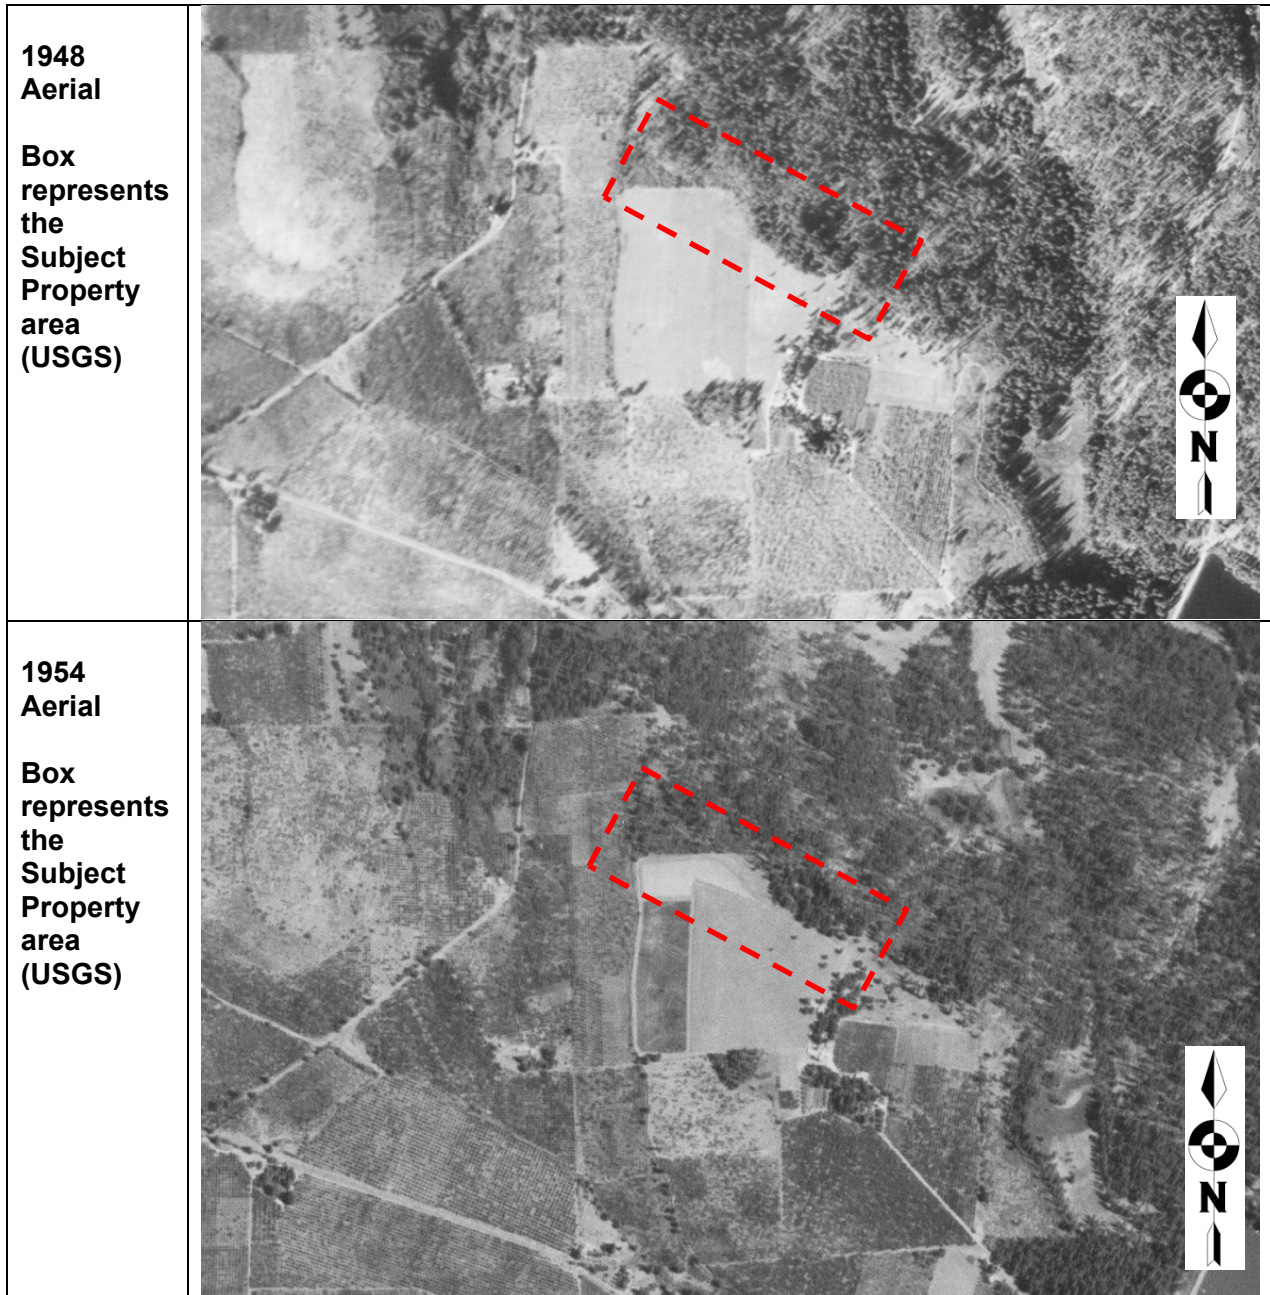 1948
Aerial
Box
represents
the
Subject
Property
area
(USGS)
N
1954
Aerial
Box
represents
the
Subject
Property
area
(USGS)
N